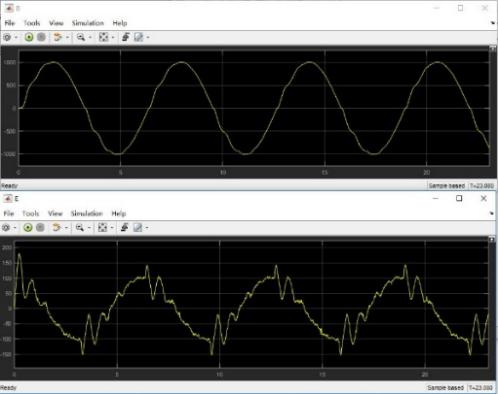 File Tools View Simulation Help
1000
500
0
-500
-1000
0 5 10 15 20
Ready Sample based T=23.000
E
File Tools View Simulation Help
200
150
100
50
0
-50
-100
-150
0 5 10 15 20
Ready Sample based T=23.000